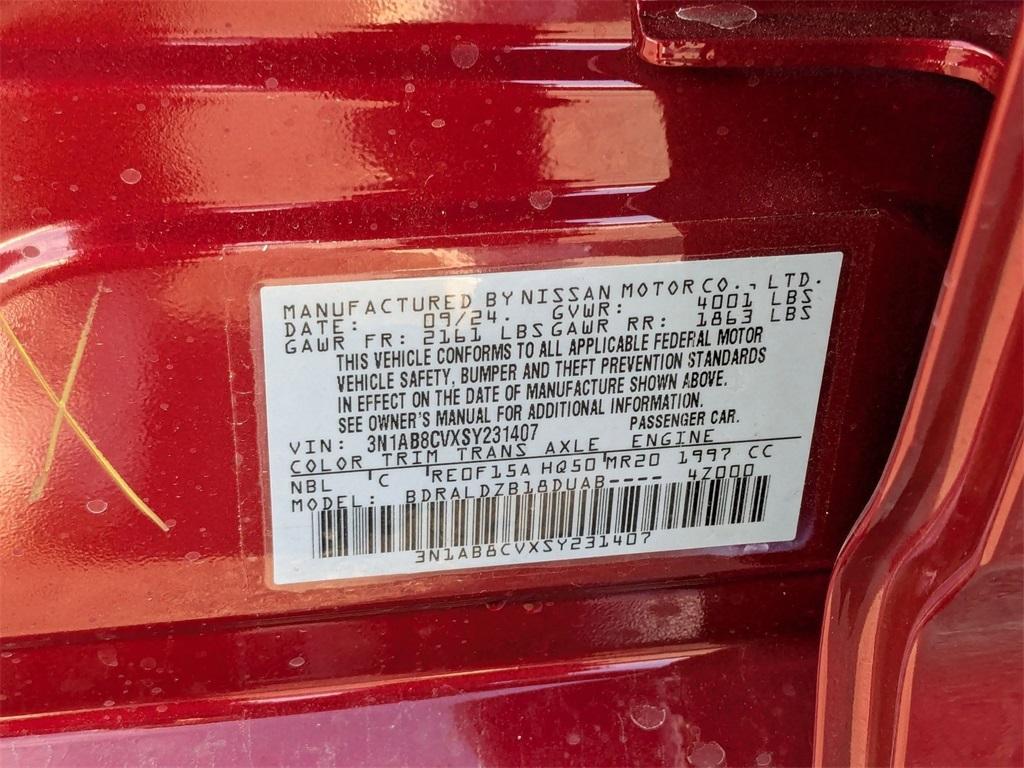 MANUFACTURED BY NISSAN MOTOR CO., LTD.
DATE: 09/24. GVWR: 4001 LBS
GAWR FR: 2161 LBS GAWR RR: 1863 LBS
THIS VEHICLE CONFORMS TO ALL APPLICABLE FEDERAL MOTOR
VEHICLE SAFETY, BUMPER AND THEFT PREVENTION STANDARDS
IN EFFECT ON THE DATE OF MANUFACTURE SHOWN ABOVE.
SEE OWNER'S MANUAL FOR ADDITIONAL INFORMATION.
VIN: 3N1AB8CVXSY231407 PASSENGER CAR.
COLOR TRIM TRANS AXLE ENGINE
NBL C RE0F15A HQ50 MR20 1997 CC
MODEL: BDRALDZB18DUAB---- 4Z000
3N1AB8CVXSY231407